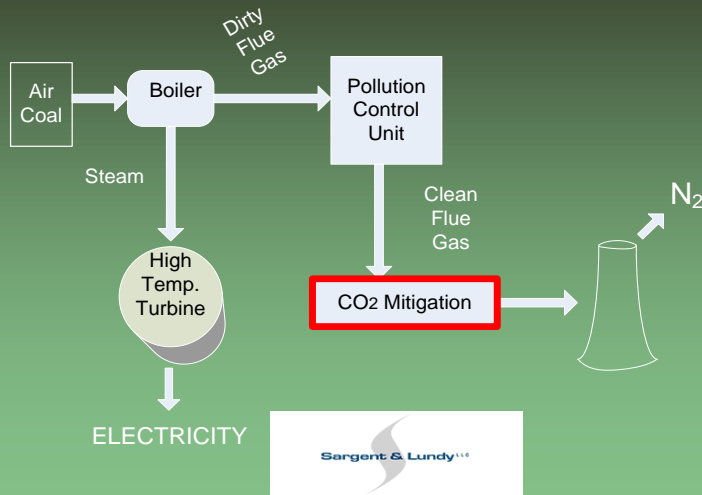 Dirty
Flue
Gas
Air
Coal
Boiler
Pollution
Control
Unit
Steam
Clean
Flue
Gas
N2
High
Temp.
Turbine
CO2 Mitigation
ELECTRICITY
Sargent & Lundy LLC